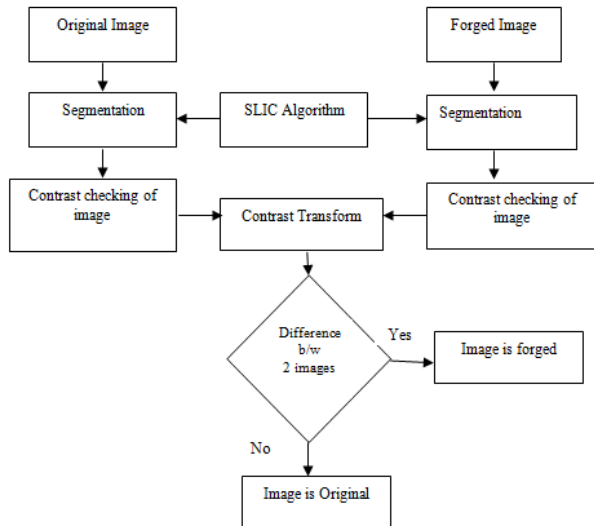 Original Image
Forged Image
Segmentation
SLIC Algorithm
Segmentation
Contrast checking of
image
Contrast Transform
Contrast checking of
image
Difference
b/w
2 images
Yes
Image is forged
No
Image is Original